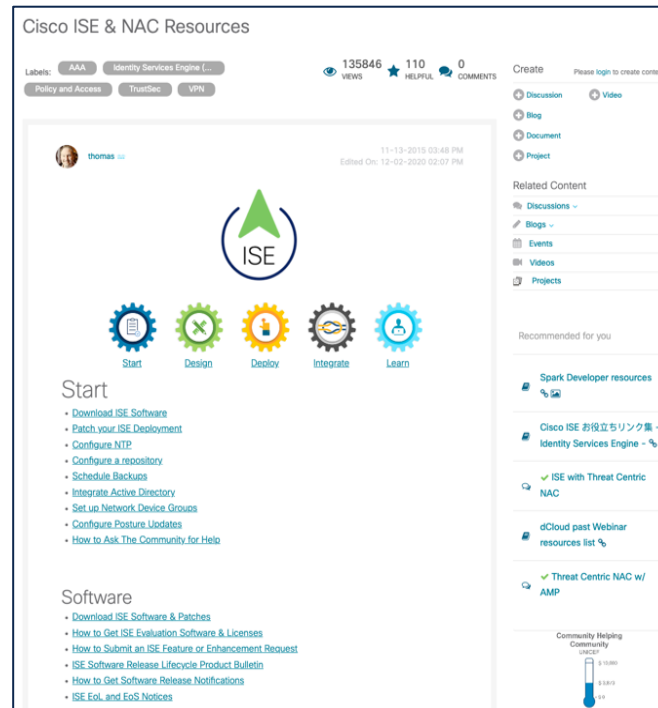 Cisco ISE & NAC Resources
Labels: AAA Identity Services Engine (...
Policy and Access TrustSec VPN
135846 VIEWS 110 HELPFUL 0 COMMENTS
thomas
11-13-2015 03:48 PM
Edited On: 12-02-2020 02:07 PM
ISE
Start Design Deploy Integrate Learn
Start
Download ISE Software
Patch your ISE Deployment
Configure NTP
Configure a repository
Schedule Backups
Integrate Active Directory
Set up Network Device Groups
Configure Posture Updates
How to Ask The Community for Help
Software
Download ISE Software & Patches
How to Get ISE Evaluation Software & Licenses
How to Submit an ISE Feature or Enhancement Request
ISE Software Release Lifecycle Product Bulletin
How to Get Software Release Notifications
ISE EoL and EoS Notices
Create Please login to create conte
Discussion Video
Blog
Document
Project
Related Content
Discussions
Blogs
Events
Videos
Projects
Recommended for you
Spark Developer resources
Cisco ISE お役立ちリンク集 -
Identity Services Engine -
ISE with Threat Centric
NAC
dCloud past Webinar
resources list
Threat Centric NAC w/
AMP
Community Helping
Community
UNICEF